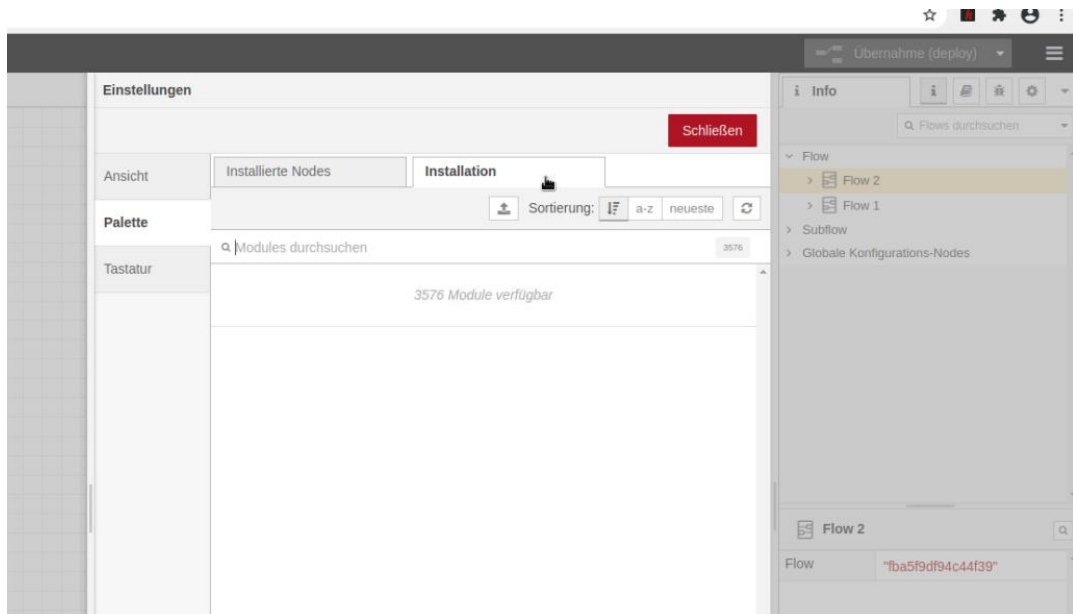 Übernahme (deploy)
Einstellungen
Schließen
Ansicht
Palette
Tastatur
Installierte Nodes
Installation
Sortierung:
a-z
neueste
Modules durchsuchen
3576
3576 Module verfügbar
i Info
Flows durchsuchen
Flow
Flow 2
Flow 1
Subflow
Globale Konfigurations-Nodes
Flow 2
Flow "fba5f9df94c44f39"